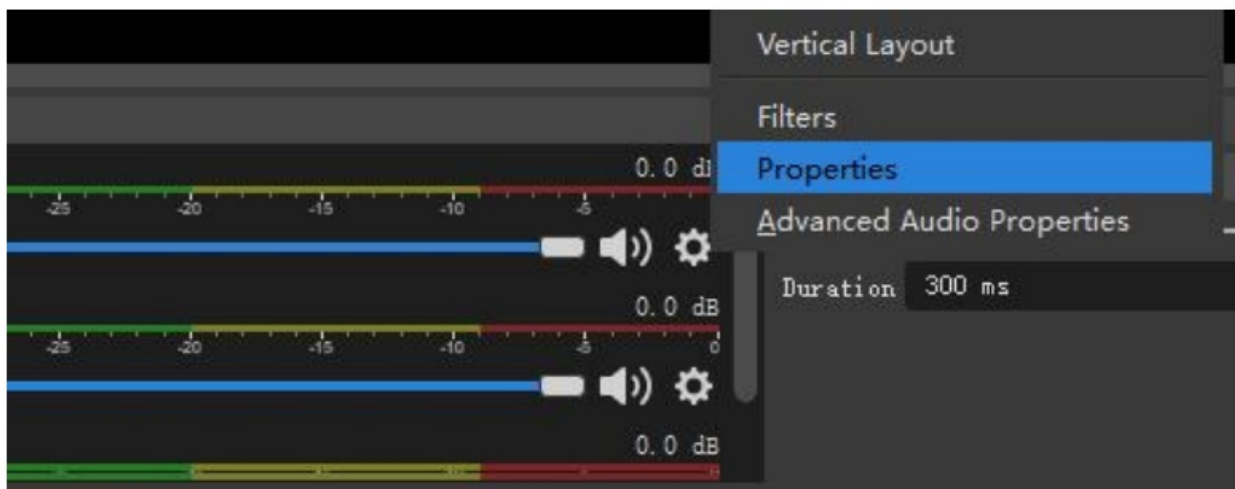 Vertical Layout
Filters
Properties
Advanced Audio Properties
0.0 d
-25 -20 -15 -10 -5
Duration 300 ms
0.0 dB
-25 -20 -15 -10 -5 0
0.0 dB